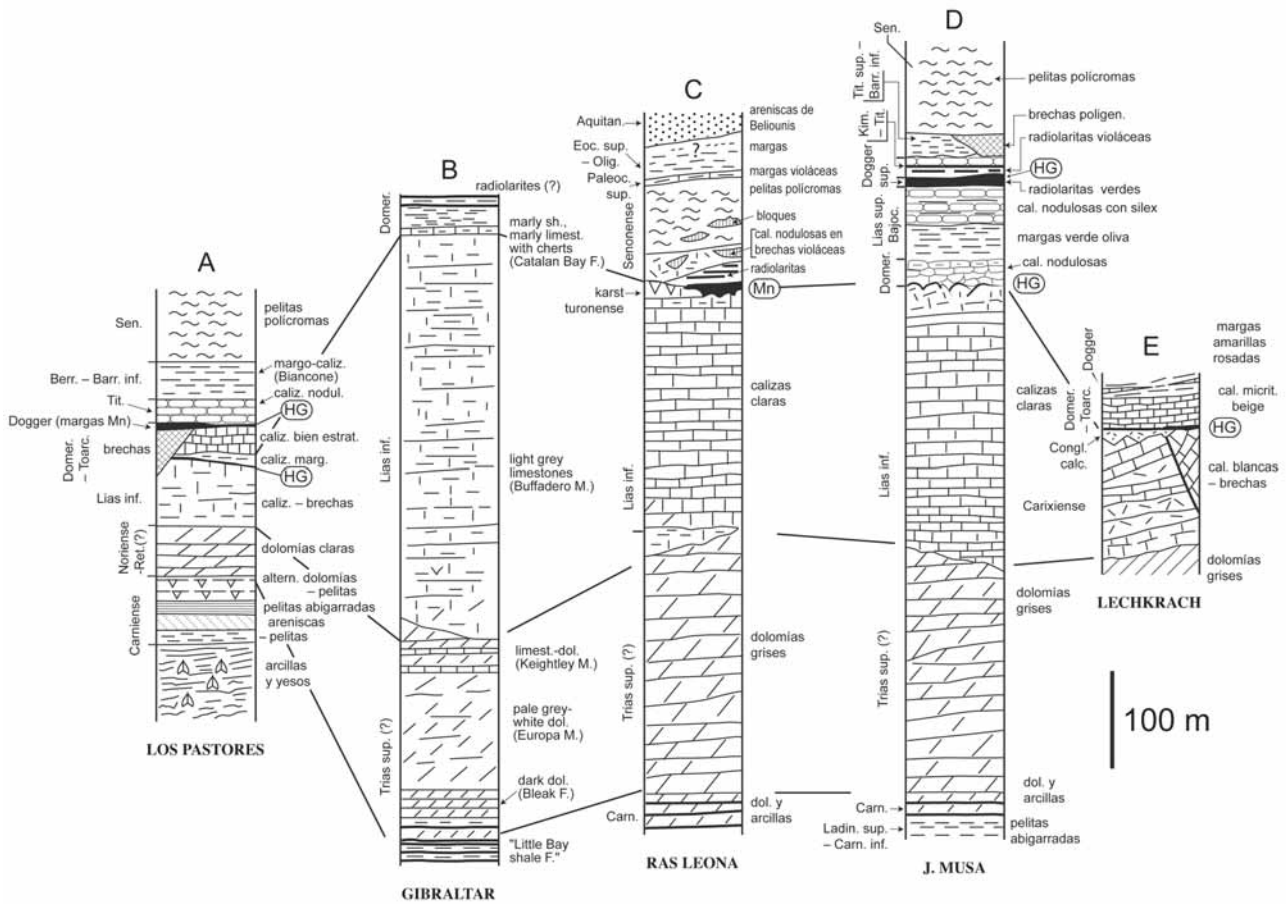 A
Sen.
pelitas
polícromas
Berr. – Barr. inf.
margo-caliz.
(Biancone)
Tit.
caliz. nodul.
HG
Dogger (margas Mn)
brechas
caliz. bien estrat.
Domer.
– Toarc.
caliz. marg.
HG
Lias inf.
caliz. – brechas
Noriense
-Ret.(?)
dolomías claras
altern. dolomías
– pelitas
Carniense
pelitas abigarradas
areniscas
– pelitas
arcillas
y yesos
LOS PASTORES
B
radiolarites (?)
Domer.
marly sh.,
marly limest.
with cherts
(Catalan Bay F.)
Lias inf.
light grey
limestones
(Buffadero M.)
limest.-dol.
(Keightley M.)
Trias sup. (?)
pale grey-
white dol.
(Europa M.)
dark dol.
(Bleak F.)
"Little Bay
shale F."
GIBRALTAR
C
Aquitan.
areniscas de
Beliounis
Eoc. sup.
– Olig.
?
margas
Paleoc.
sup.
margas violáceas
pelitas polícromas
Senonense
bloques
cal. nodulosas en
brechas violáceas
radiolaritas
Mn
karst
turonense
calizas
claras
Lias inf.
Trias sup. (?)
dolomías
grises
Carn.
dol. y
arcillas
RAS LEONA
D
Sen.
pelitas polícromas
Tit. sup. –
Barr. inf.
brechas poligen.
Kim.
– Tit.
radiolaritas violáceas
HG
Dogger
sup.
radiolaritas verdes
Lias sup.
Bajoc.
cal. nodulosas con silex
margas verde oliva
Domer.
cal. nodulosas
HG
calizas
claras
Lias inf.
Trias sup. (?)
dolomías
grises
dol. y
arcillas
Carn.
Ladin. sup.
– Carn. inf.
pelitas
abigarradas
J. MUSA
E
margas
amarillas
rosadas
Dogger
cal. micrit.
beige
Domer.
– Toarc.
HG
Congl.
calc.
cal. blancas
– brechas
Carixiense
dolomías
grises
LECHKRACH
100 m